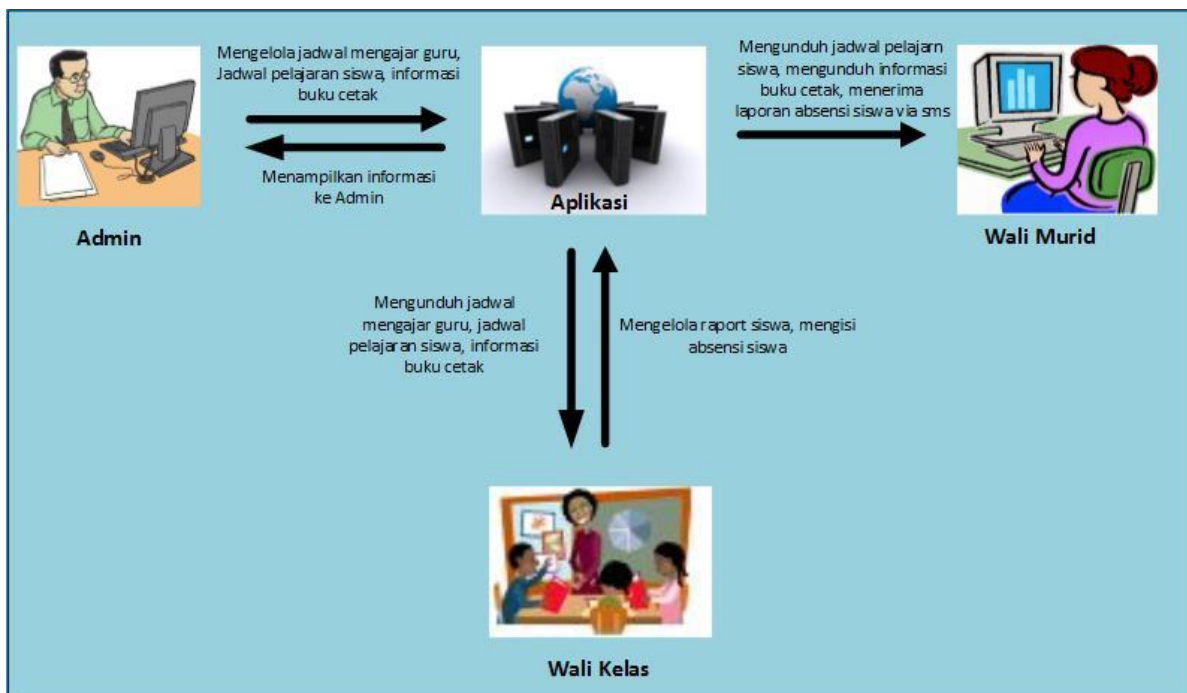 Mengelola jadwal mengajar guru,
Jadwal pelajaran siswa, informasi
buku cetak
Menampilkan informasi
ke Admin
Admin
Aplikasi
Mengunduh jadwal pelajarn
siswa, mengunduh informasi
buku cetak, menerima
laporan absensi siswa via sms
Wali Murid
Mengunduh jadwal
mengajar guru, jadwal
pelajaran siswa, informasi
buku cetak
Mengelola raport siswa, mengisi
absensi siswa
Wali Kelas